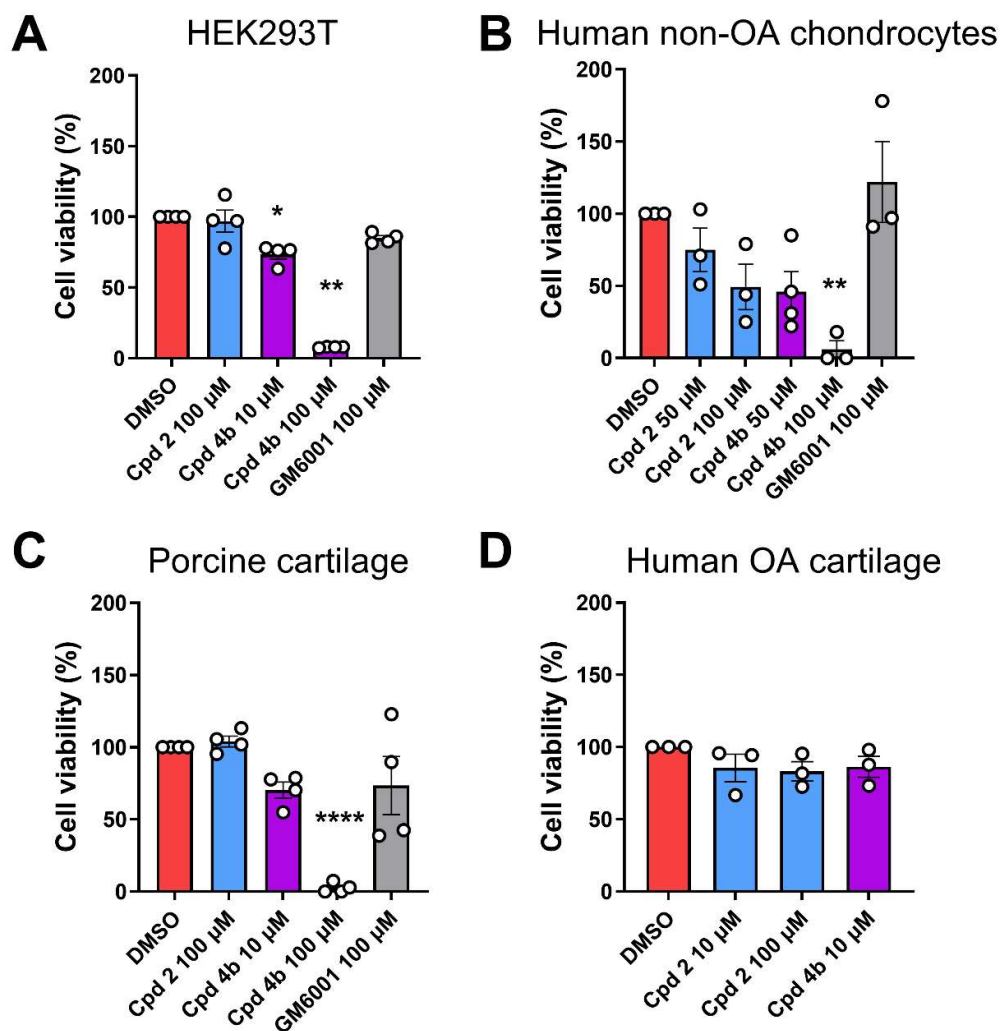 A
HEK293T
Cell viability (%)
200
150
100
50
0
*
**
DMSO
Cpd 2 100 µM
Cpd 4b 10 µM
Cpd 4b 100 µM
GM6001 100 µM
B
Human non-OA chondrocytes
Cell viability (%)
200
150
100
50
0
**
DMSO
Cpd 2 50 µM
Cpd 2 100 µM
Cpd 4b 50 µM
Cpd 4b 100 µM
GM6001 100 µM
C
Porcine cartilage
Cell viability (%)
200
150
100
50
0
****
DMSO
Cpd 2 100 µM
Cpd 4b 10 µM
Cpd 4b 100 µM
GM6001 100 µM
D
Human OA cartilage
Cell viability (%)
200
150
100
50
0
DMSO
Cpd 2 10 µM
Cpd 2 100 µM
Cpd 4b 10 µM